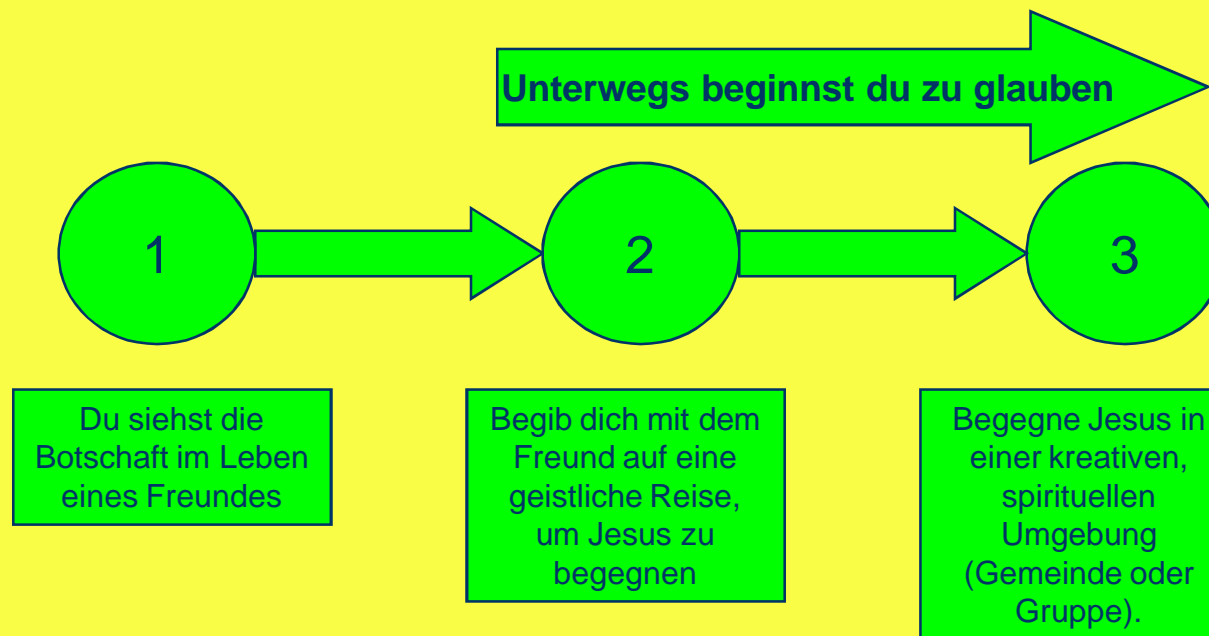 Unterwegs beginnst du zu glauben
1
2
3
Du siehst die
Botschaft im Leben
eines Freundes
Begib dich mit dem
Freund auf eine
geistliche Reise,
um Jesus zu
begegnen
Begegne Jesus in
einer kreativen,
spirituellen
Umgebung
(Gemeinde oder
Gruppe).